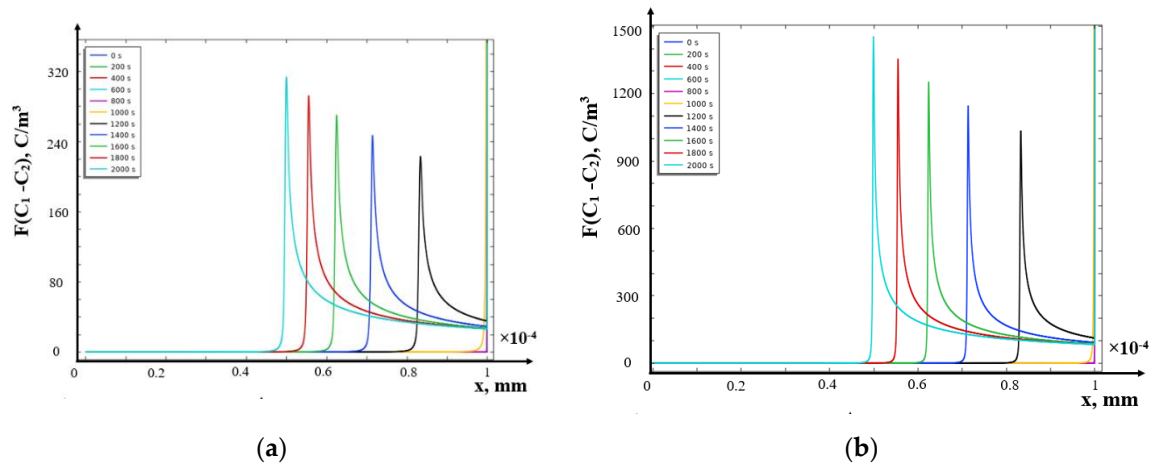 F(C₁ -C₂), C/m³
320
240
160
80
0
0 s
200 s
400 s
600 s
800 s
1000 s
1200 s
1400 s
1600 s
1800 s
2000 s
×10⁻⁴
0 0.2 0.4 0.6 0.8 1
x, mm
(a)
F(C₁ -C₂), C/m³
1500
1200
900
600
300
0
0 s
200 s
400 s
600 s
800 s
1000 s
1200 s
1400 s
1600 s
1800 s
2000 s
×10⁻⁴
0 0.2 0.4 0.6 0.8 1
x, mm
(b)